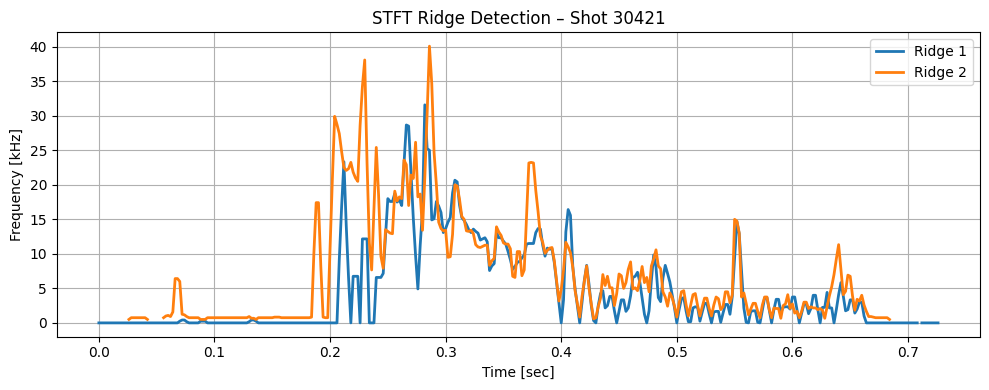 STFT Ridge Detection – Shot 30421
Ridge 1
Ridge 2
Frequency [kHz]
40
35
30
25
20
15
10
5
0
0.0 0.1 0.2 0.3 0.4 0.5 0.6 0.7
Time [sec]